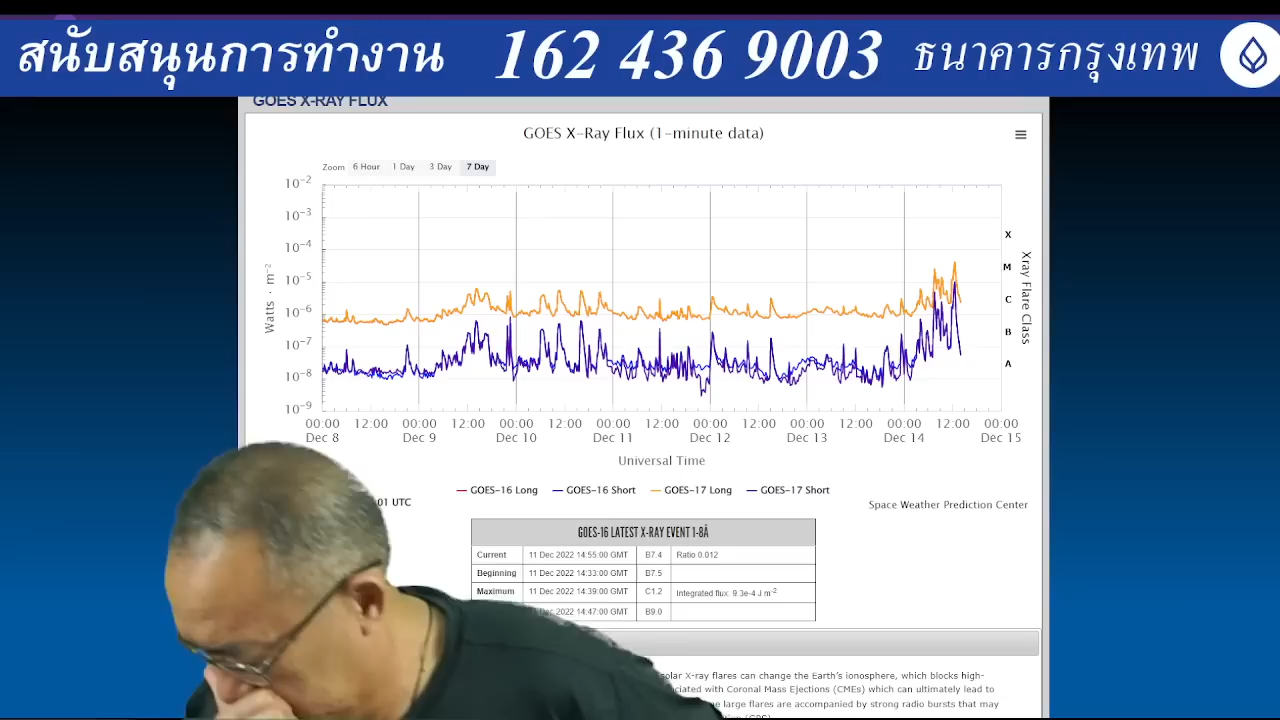 สนับสนุนการทำงาน 162 436 9003 ธนาคารกรุงเทพ
GOES X-RAY FLUX
GOES X-Ray Flux (1-minute data)
Zoom 6 Hour 1 Day 3 Day 7 Day
10⁻²
10⁻³
10⁻⁴
10⁻⁵
10⁻⁶
10⁻⁷
10⁻⁸
10⁻⁹
Watts · m⁻²
X
M
C
B
A
Xray Flare Class
00:00 12:00 00:00 12:00 00:00 12:00 00:00 12:00 00:00 12:00 00:00 12:00 00:00 12:00 00:00
Dec 8 Dec 9 Dec 10 Dec 11 Dec 12 Dec 13 Dec 14 Dec 15
Universal Time
GOES-16 Long GOES-16 Short GOES-17 Long GOES-17 Short
01 UTC
Space Weather Prediction Center
GOES-16 LATEST X-RAY EVENT 1-8Å
Current 11 Dec 2022 14:55:00 GMT B7.4 Ratio 0.012
Beginning 11 Dec 2022 14:33:00 GMT B7.5
Maximum 11 Dec 2022 14:39:00 GMT C1.2 Integrated flux: 9.3e-4 J m⁻²
Dec 2022 14:47:00 GMT B9.0
solar X-ray flares can change the Earth's ionosphere, which blocks high-
with Coronal Mass Ejections (CMEs) which can ultimately lead to
large flares are accompanied by strong radio bursts that may